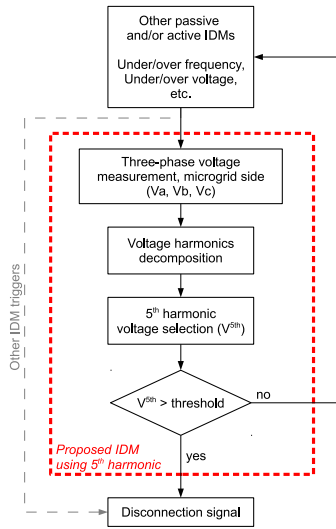 Other passive
and/or active IDMs
Under/over frequency,
Under/over voltage,
etc.
Three-phase voltage
measurement, microgrid side
(Va, Vb, Vc)
Voltage harmonics
decomposition
5th harmonic
voltage selection (V5th)
V5th > threshold
no
yes
Proposed IDM
using 5th harmonic
Other IDM triggers
Disconnection signal